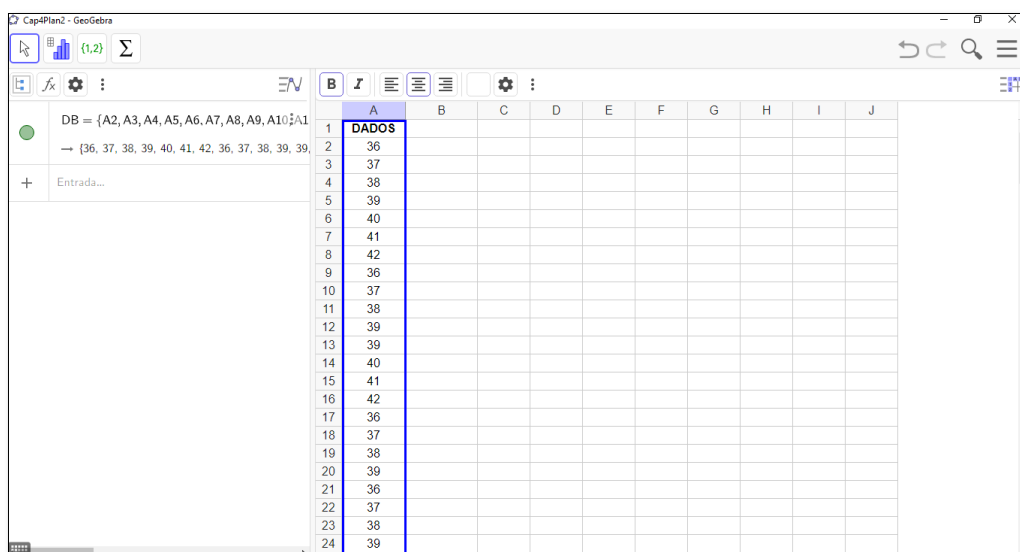 Cap4Plan2 - GeoGebra
{1,2} Σ
fx B I
DB = {A2, A3, A4, A5, A6, A7, A8, A9, A10, A1
→ {36, 37, 38, 39, 40, 41, 42, 36, 37, 38, 39, 39,
+ Entrada...
A B C D E F G H I J
1 DADOS
2 36
3 37
4 38
5 39
6 40
7 41
8 42
9 36
10 37
11 38
12 39
13 39
14 40
15 41
16 42
17 36
18 37
19 38
20 39
21 36
22 37
23 38
24 39